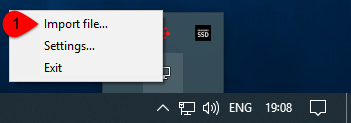 1
Import file...
Settings...
Exit
SSD
ENG
19:08